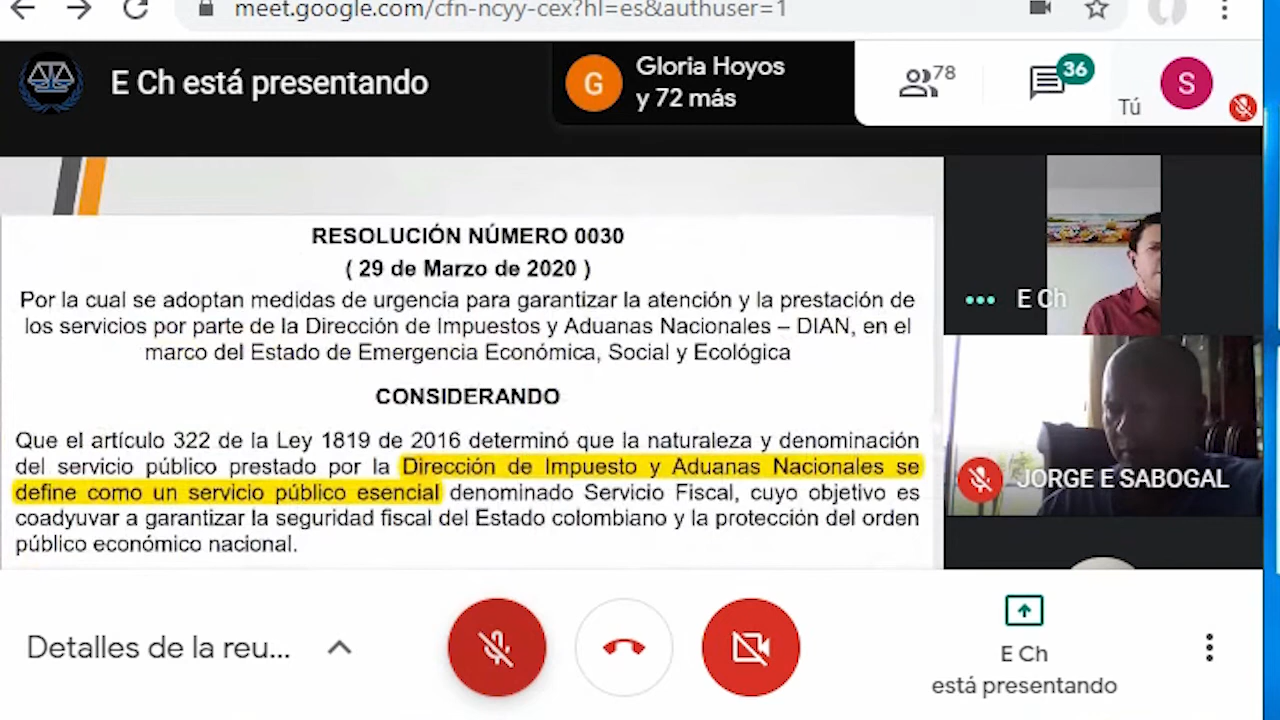 meet.google.com/cfn-ncyy-cex?hl=es&authuser=1
E Ch está presentando
G
Gloria Hoyos
y 72 más
78
36
Tú
S
RESOLUCIÓN NÚMERO 0030
( 29 de Marzo de 2020 )
Por la cual se adoptan medidas de urgencia para garantizar la atención y la prestación de
los servicios por parte de la Dirección de Impuestos y Aduanas Nacionales – DIAN, en el
marco del Estado de Emergencia Económica, Social y Ecológica
CONSIDERANDO
Que el artículo 322 de la Ley 1819 de 2016 determinó que la naturaleza y denominación
del servicio público prestado por la Dirección de Impuesto y Aduanas Nacionales se
define como un servicio público esencial denominado Servicio Fiscal, cuyo objetivo es
coadyuvar a garantizar la seguridad fiscal del Estado colombiano y la protección del orden
público económico nacional.
E Ch
JORGE E SABOGAL
Detalles de la reu...
E Ch
está presentando